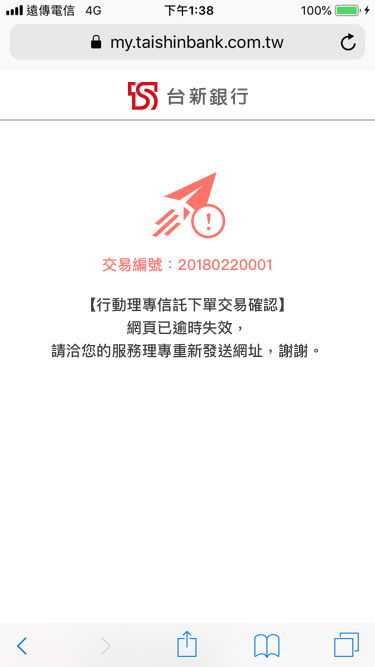 遠傳電信 4G 下午1:38 100%
my.taishinbank.com.tw
台新銀行
交易編號：20180220001
【行動理專信託下單交易確認】
網頁已逾時失效，
請洽您的服務理專重新發送網址，謝謝。